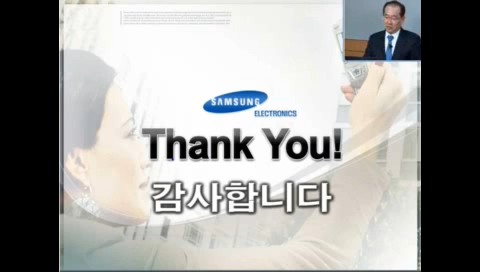 SAMSUNG
ELECTRONICS
Thank You!
감사합니다